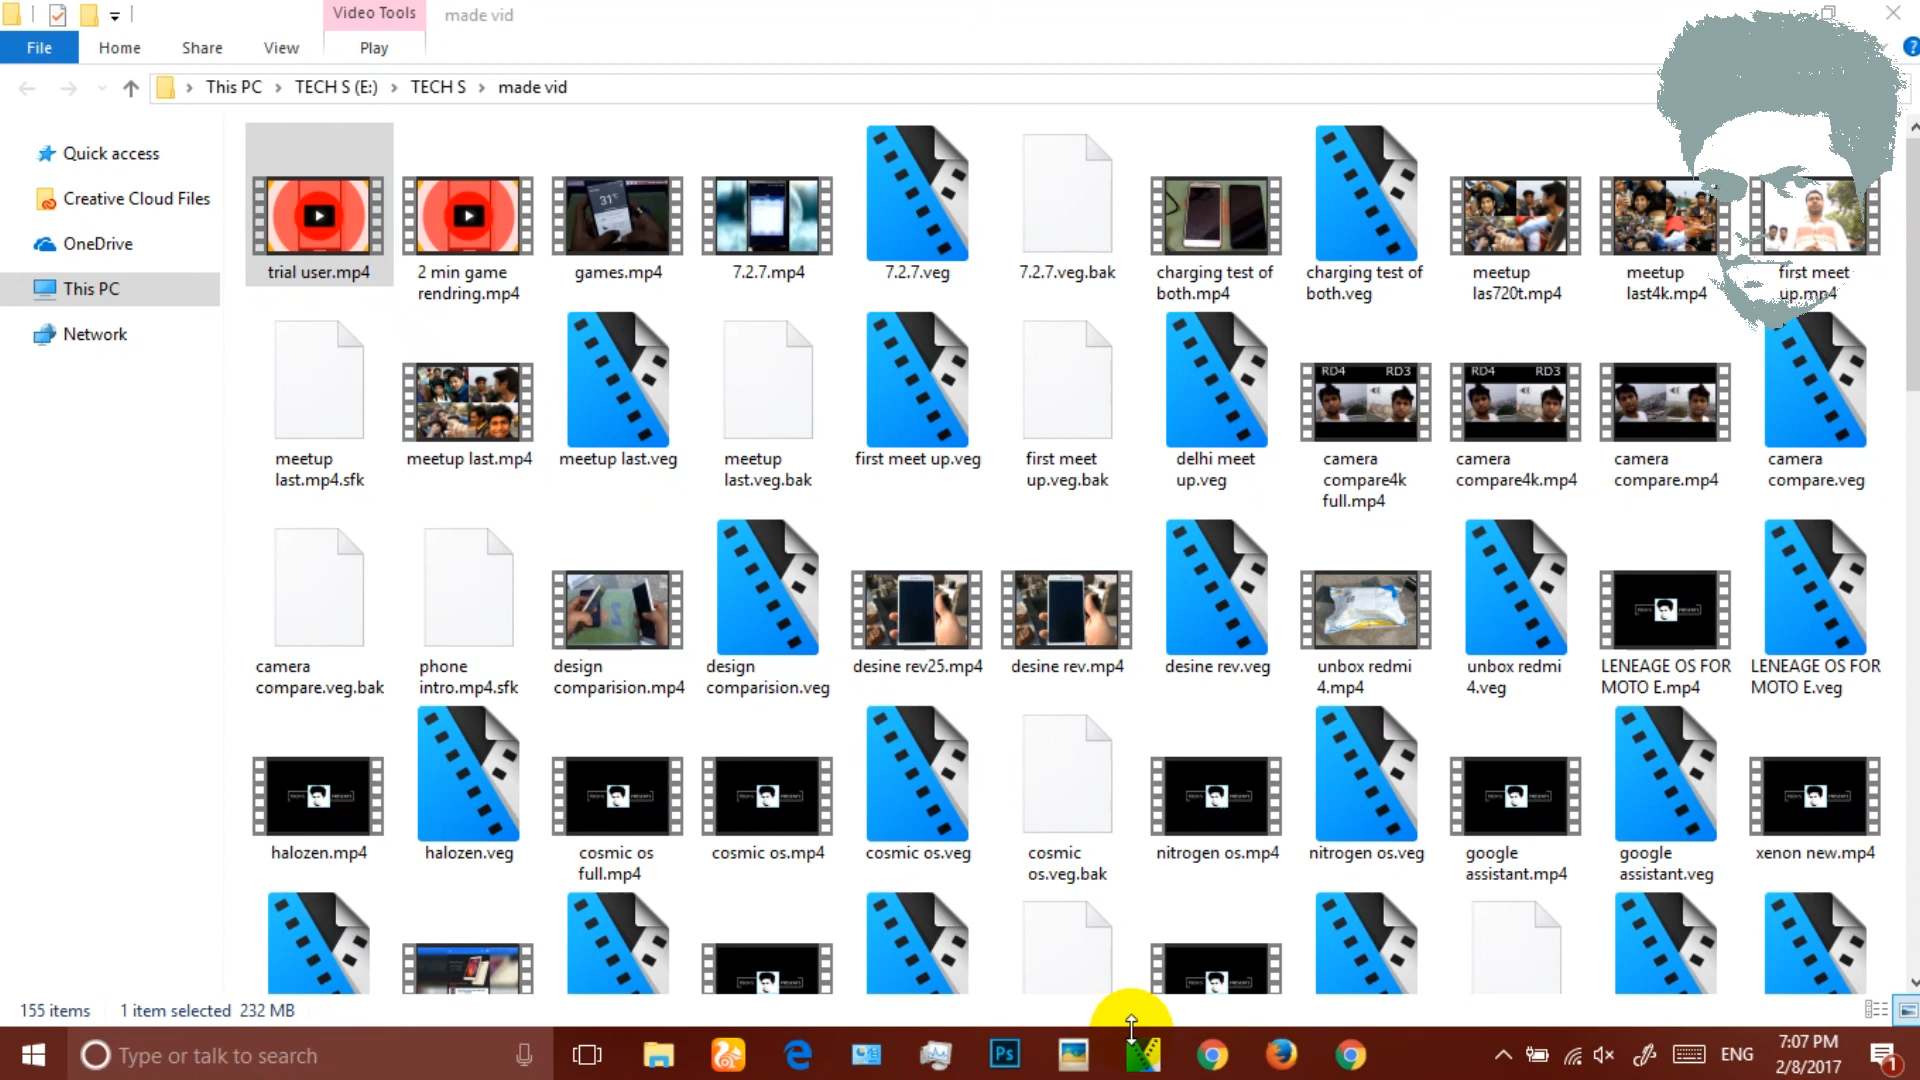 Video Tools
made vid
File
Home
Share
View
Play
This PC
TECH S (E:)
TECH S
made vid
Quick access
Creative Cloud Files
OneDrive
This PC
Network
trial user.mp4
2 min game
rendring.mp4
games.mp4
7.2.7.mp4
7.2.7.veg
7.2.7.veg.bak
charging test of
both.mp4
charging test of
both.veg
meetup
las720t.mp4
meetup
last4k.mp4
first meet
up.mp4
meetup
last.mp4.sfk
meetup last.mp4
meetup last.veg
meetup
last.veg.bak
first meet up.veg
first meet
up.veg.bak
delhi meet
up.veg
RD4 RD3
camera
compare4k
full.mp4
RD4 RD3
camera
compare4k.mp4
camera
compare.mp4
camera
compare.veg
camera
compare.veg.bak
phone
intro.mp4.sfk
design
comparision.mp4
design
comparision.veg
desine rev25.mp4
desine rev.mp4
desine rev.veg
unbox redmi
4.mp4
unbox redmi
4.veg
LENEAGE OS FOR
MOTO E.mp4
LENEAGE OS FOR
MOTO E.veg
halozen.mp4
halozen.veg
cosmic os
full.mp4
cosmic os.mp4
cosmic os.veg
cosmic
os.veg.bak
nitrogen os.mp4
nitrogen os.veg
google
assistant.mp4
google
assistant.veg
xenon new.mp4
155 items
1 item selected 232 MB
Type or talk to search
Ps
ENG
7:07 PM
2/8/2017
1